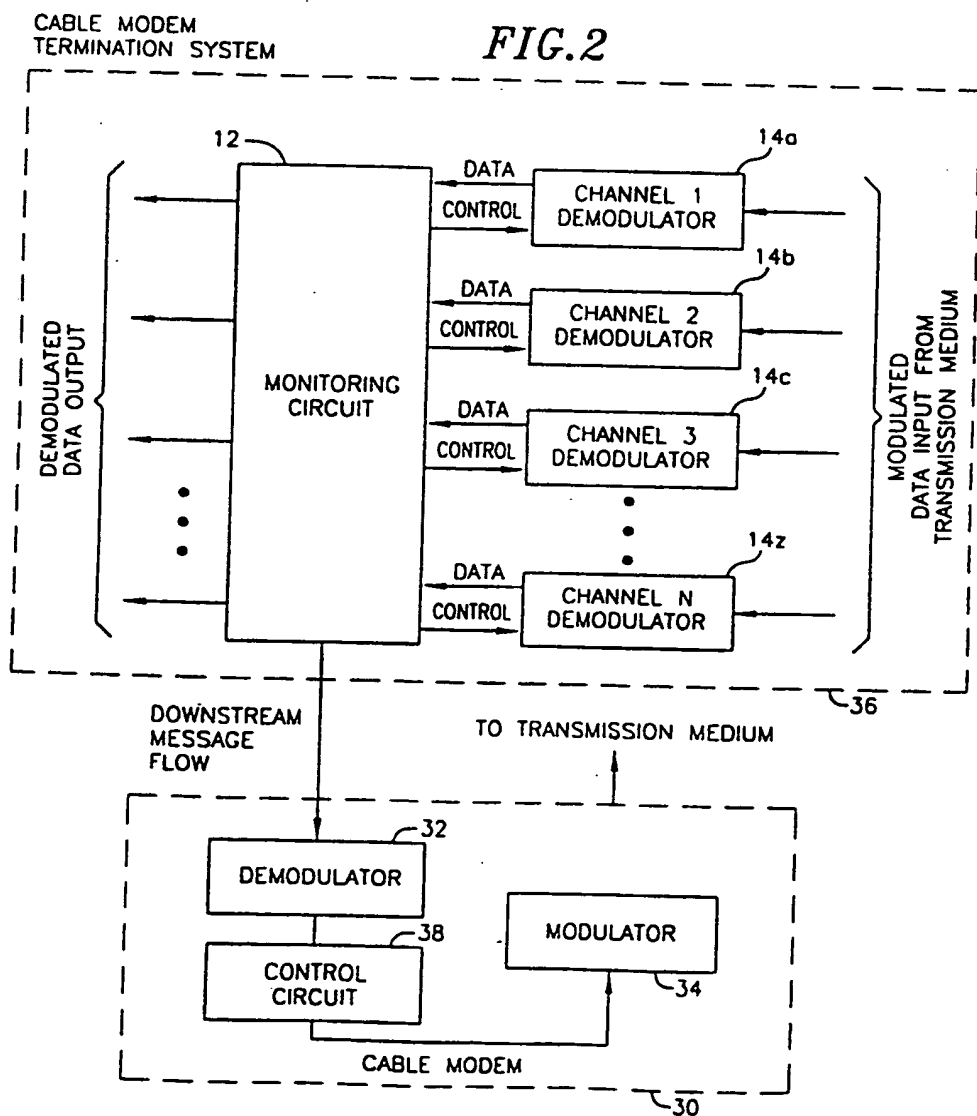 CABLE MODEM
TERMINATION SYSTEM
FIG.2
12
14a
DATA
CONTROL
CHANNEL 1
DEMODULATOR
14b
DATA
CONTROL
CHANNEL 2
DEMODULATOR
14c
DATA
CONTROL
CHANNEL 3
DEMODULATOR
14z
DATA
CONTROL
CHANNEL N
DEMODULATOR
MONITORING
CIRCUIT
DEMODULATED
DATA OUTPUT
MODULATED
DATA INPUT FROM
TRANSMISSION MEDIUM
36
DOWNSTREAM
MESSAGE
FLOW
TO TRANSMISSION MEDIUM
32
DEMODULATOR
38
CONTROL
CIRCUIT
MODULATOR
34
CABLE MODEM
30